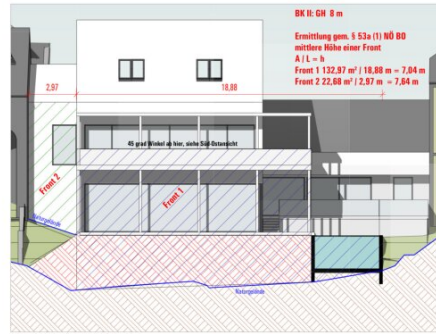 BK II: GH 8 m
Ermittlung gem. § 53a (1) NÖ BO
mittlere Höhe einer Front
A / L = h
Front 1 132,97 m² / 18,88 m = 7,04 m
Front 2 22,68 m² / 2,97 m = 7,64 m
2,97
18,88
45 grad Winkel ab hier, siehe Süd-Ostansicht
Front 2
Front 1
Naturgelände
Naturgelände